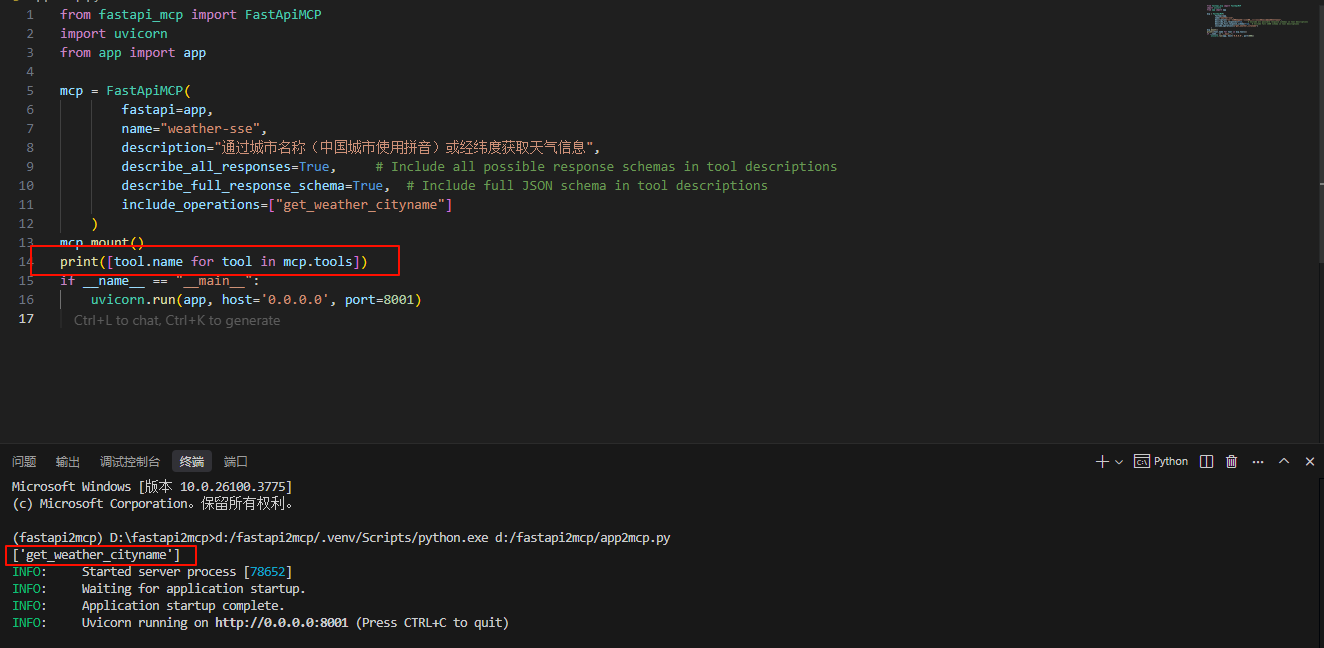 1 from fastapi_mcp import FastApiMCP
2 import uvicorn
3 from app import app
4
5 mcp = FastApiMCP(
6 fastapi=app,
7 name="weather-sse",
8 description="通过城市名称（中国城市使用拼音）或经纬度获取天气信息",
9 describe_all_responses=True, # Include all possible response schemas in tool descriptions
10 describe_full_response_schema=True, # Include full JSON schema in tool descriptions
11 include_operations=["get_weather_cityname"]
12 )
13 mcp.mount()
14 print([tool.name for tool in mcp.tools])
15 if __name__ == "__main__":
16 uvicorn.run(app, host='0.0.0.0', port=8001)
17 Ctrl+L to chat, Ctrl+K to generate
问题 输出 调试控制台 终端 端口 Python
Microsoft Windows [版本 10.0.26100.3775]
(c) Microsoft Corporation。保留所有权利。
(fastapi2mcp) D:\fastapi2mcp>d:/fastapi2mcp/.venv/Scripts/python.exe d:/fastapi2mcp/app2mcp.py
['get_weather_cityname']
INFO: Started server process [78652]
INFO: Waiting for application startup.
INFO: Application startup complete.
INFO: Uvicorn running on http://0.0.0.0:8001 (Press CTRL+C to quit)